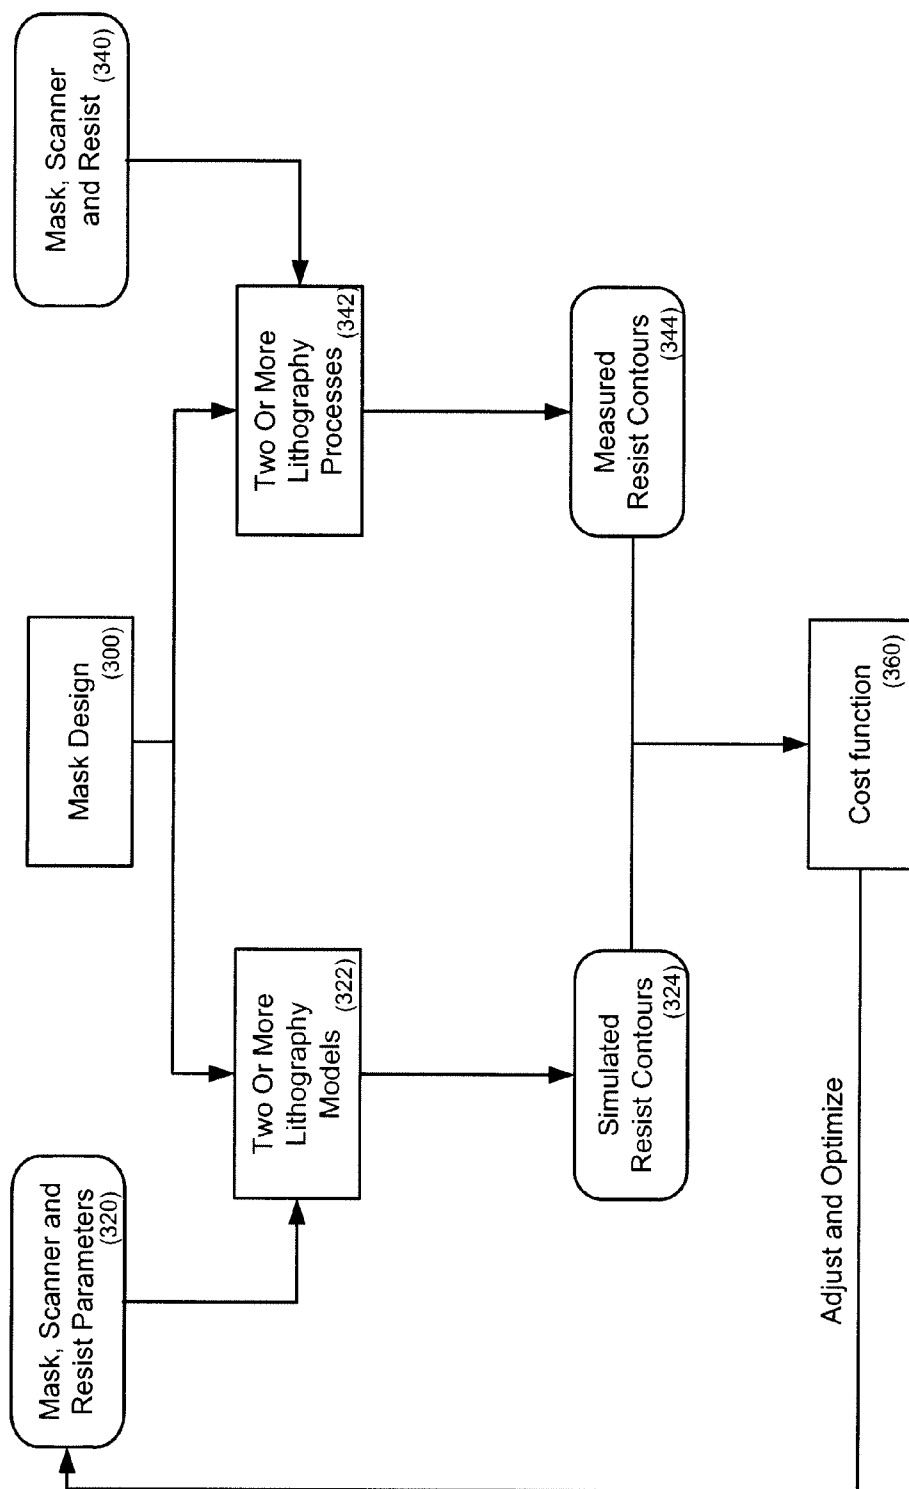 Mask, Scanner and
Resist Parameters
(320)
Mask Design
(300)
Mask, Scanner
and Resist
(340)
Two Or More
Lithography
Models
(322)
Two Or More
Lithography
Processes
(342)
Simulated
Resist Contours
(324)
Measured
Resist Contours
(344)
Adjust and Optimize
Cost function
(360)